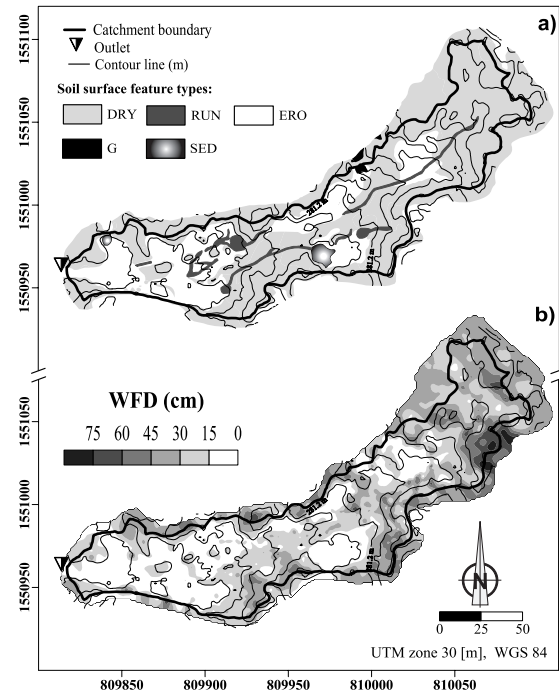 a)
Catchment boundary
Outlet
Contour line (m)
Soil surface feature types:
DRY RUN ERO
G SED
1551100
1551050
1551000
1550950
b)
WFD (cm)
75 60 45 30 15 0
1551050
1551000
1550950
N
0 25 50
UTM zone 30 [m], WGS 84
809850 809900 809950 810000 810050